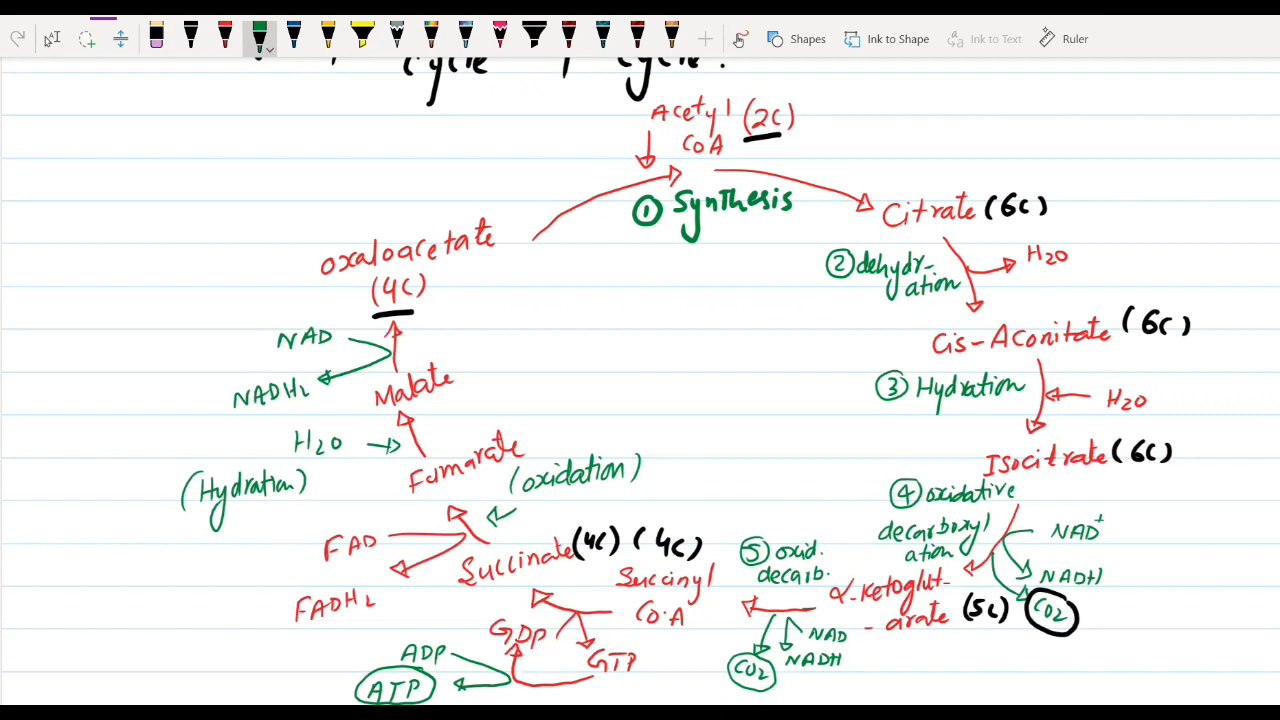 Shapes
Ink to Shape
Ink to Text
Ruler
cycle
cycle.
Acetyl (2C)
CoA
① Synthesis
Citrate (6C)
② dehydr-
ation
H2O
Cis-Aconitate (6C)
③ Hydration
H2O
Isocitrate (6C)
④ oxidative
decarboxyl
ation
NAD+
NADH
CO2
α-Ketoglut-
-arate (5C)
⑤ oxid.
decarb.
NAD
NADH
CO2
(4C)
Succinyl
CO.A
GDP
GTP
ADP
ATP
Succinate (4C)
(oxidation)
FAD
FADH2
Fumarate
H2O
(Hydration)
Malate
NAD
NADH2
oxaloacetate
(4C)